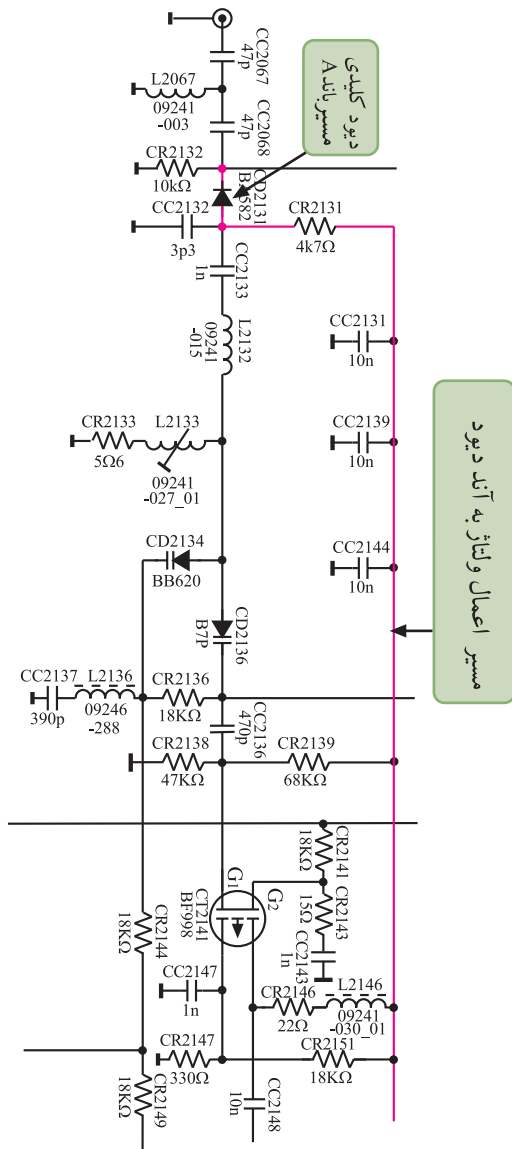 CC2067
47p
L2067
09241
-003
CC2068
47p
دیود کلیدی
مسیر باند A
CR2132
10kΩ
CD2131
CC2132
3p3
CR2131
4k7Ω
CC2133
1n
L2132
09241
-015
CC2131
10n
CR2133
5Ω6
L2133
09241
-027_01
CC2139
10n
مسیر اعمال ولتاژ به آند دیود
CD2134
BB620
CC2144
10n
CD2136
B7P
CC2137
390p
L2136
09246
-288
CR2136
18KΩ
CC2136
470p
CR2138
47KΩ
CR2139
68KΩ
CR2141
18KΩ
G1
G2
CT2141
BF998
CR2143
15Ω
CC2143
1n
CR2144
18KΩ
CC2147
1n
CR2146
22Ω
L2146
09241
-030_01
CR2147
330Ω
CR2151
18KΩ
CR2149
18KΩ
CC2148
10n